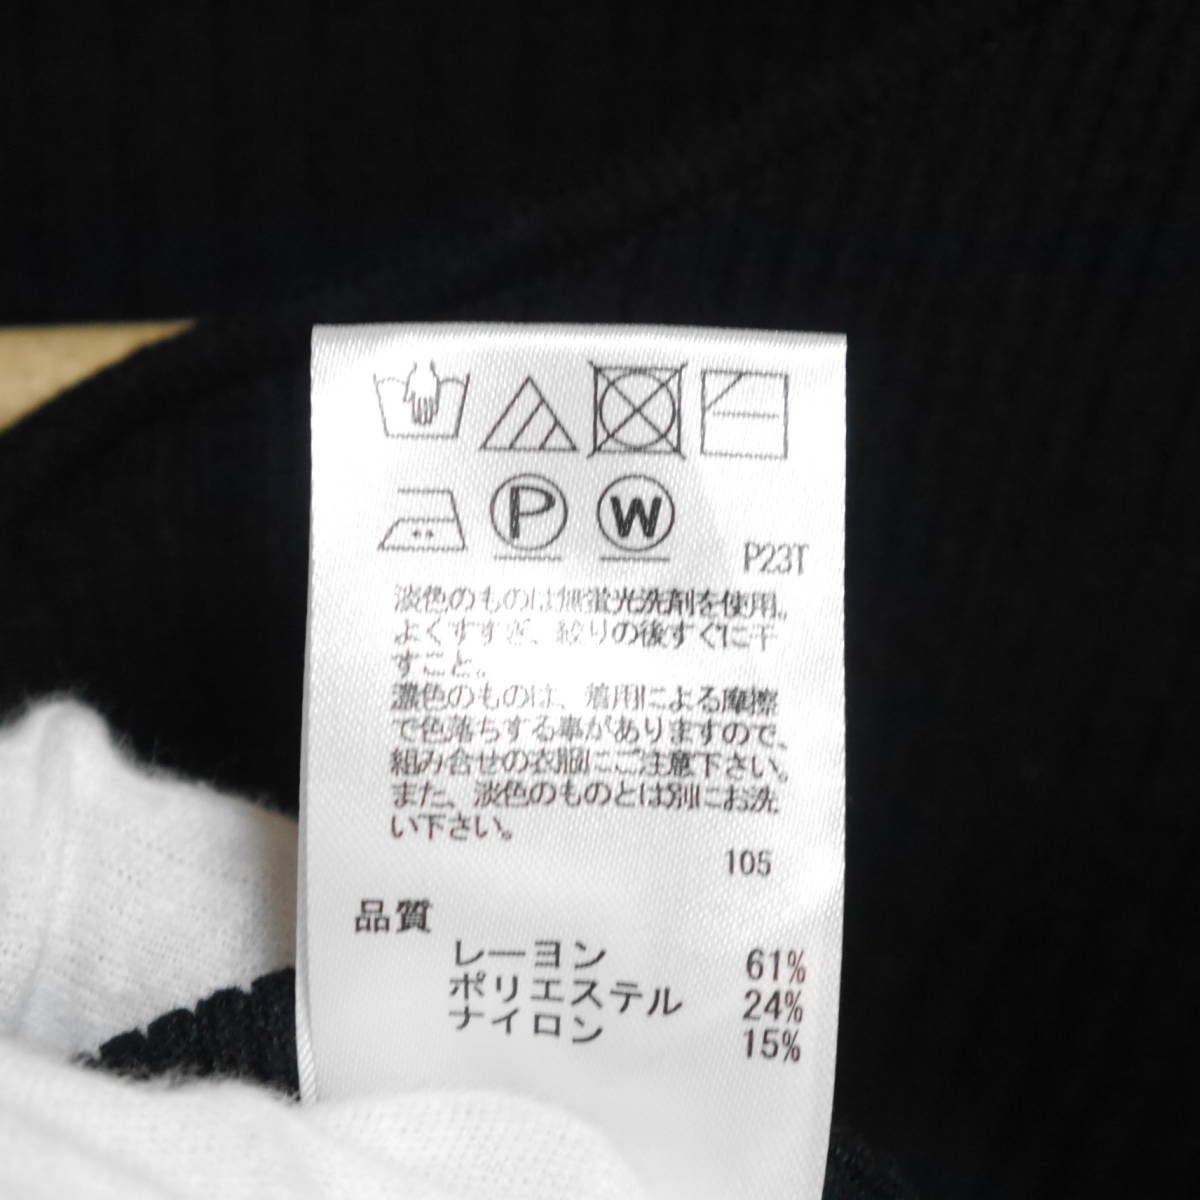 P
W
P23T
淡色のものは無蛍光洗剤を使用。
よくすすぎ、絞りの後すぐに干
すこと。
濃色のものは、着用による摩擦
で色落ちする事がありますので、
組み合せの衣服にご注意下さい。
また、淡色のものとは別にお洗
い下さい。
105
品質
レーヨン 61%
ポリエステル 24%
ナイロン 15%